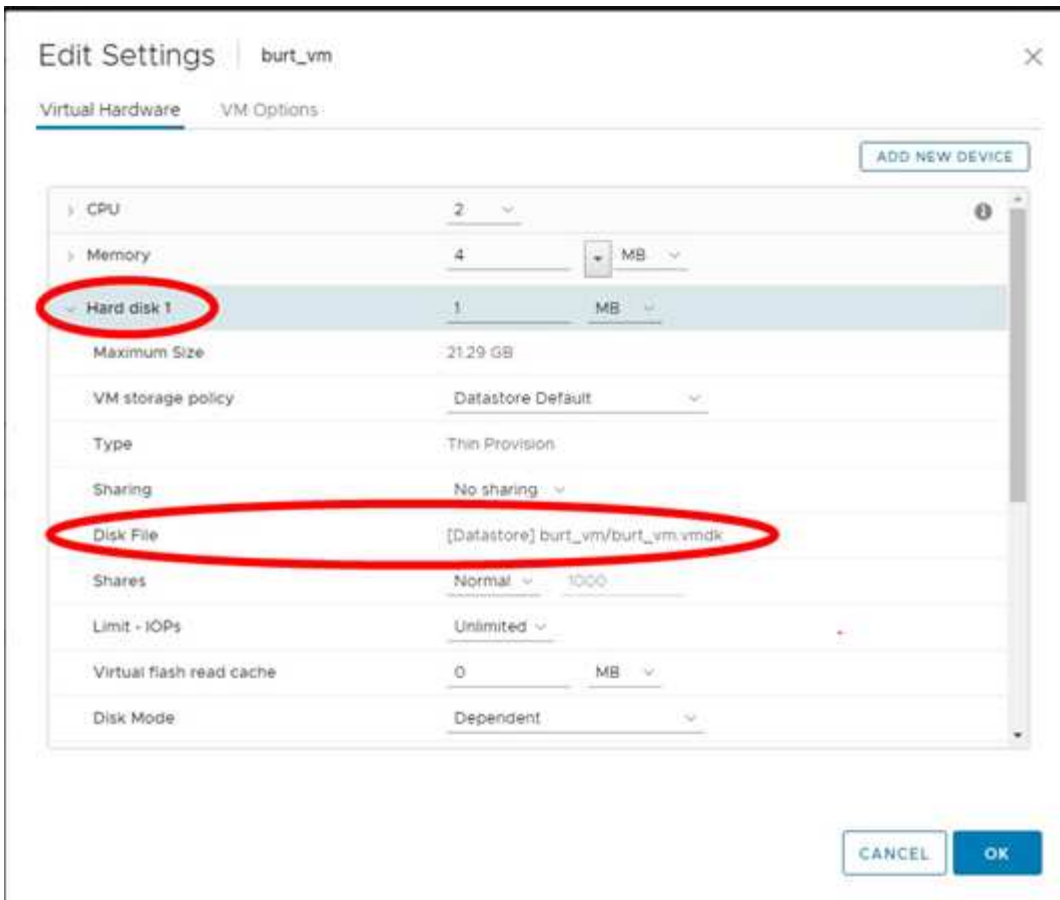 Edit Settings burt_vm
Virtual Hardware VM Options
ADD NEW DEVICE
CPU 2
Memory 4 MB
Hard disk 1 1 MB
Maximum Size 21.29 GB
VM storage policy Datastore Default
Type Thin Provision
Sharing No sharing
Disk File [Datastore] burt_vm/burt_vm.vmdk
Shares Normal 1000
Limit - IOPs Unlimited
Virtual flash read cache 0 MB
Disk Mode Dependent
CANCEL OK